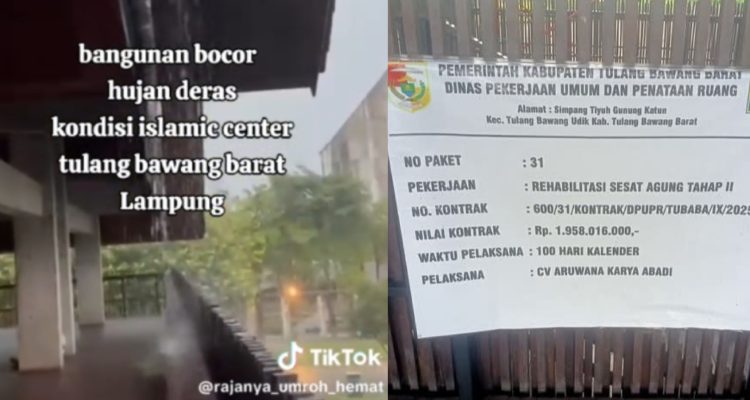 bangunan bocor
hujan deras
kondisi islamic center
tulang bawang barat
Lampung
TikTok
@rajanya_umroh_hemat
PEMERINTAH KABUPATEN TULANG BAWANG BARAT
DINAS PEKERJAAN UMUM DAN PENATAAN RUANG
Alamat : Simpang Tiyuh Gunung Katun
Kec. Tulang Bawang Udik Kab. Tulang Bawang Barat
NO PAKET : 31
PEKERJAAN : REHABILITASI SESAT AGUNG TAHAP II
NO. KONTRAK : 600/31/KONTRAK/DPUPR/TUBABA/IX/2025
NILAI KONTRAK : Rp. 1.958.016.000,-
WAKTU PELAKSANA : 100 HARI KALENDER
PELAKSANA : CV ARUWANA KARYA ABADI